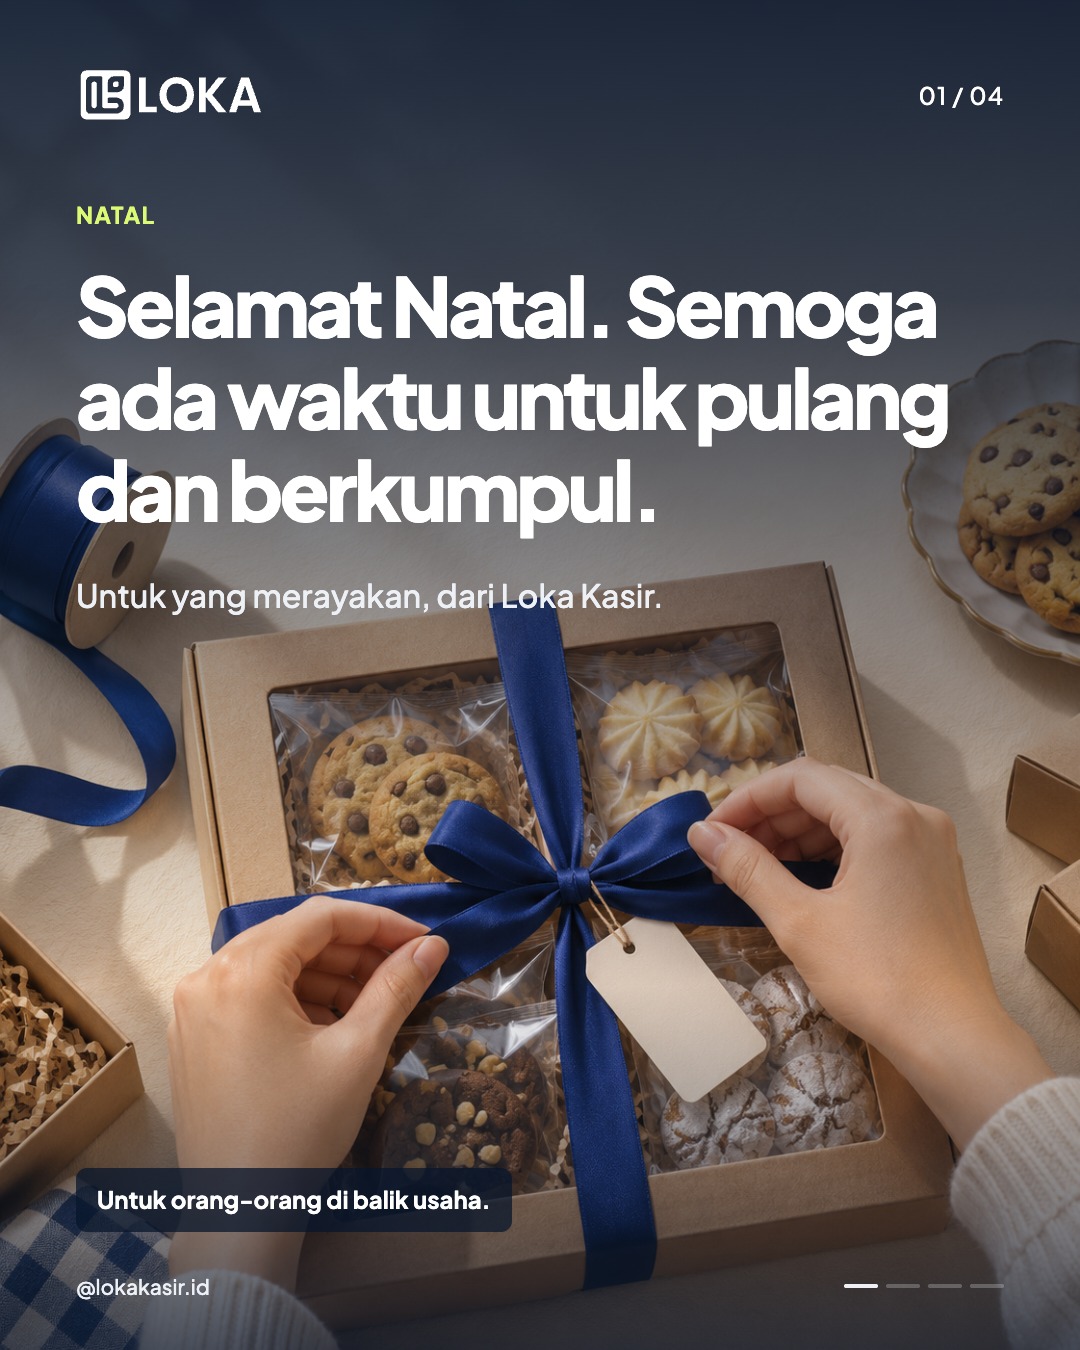 LOKA
01 / 04
NATAL
Selamat Natal. Semoga
ada waktu untuk pulang
dan berkumpul.
Untuk yang merayakan, dari Loka Kasir.
Untuk orang-orang di balik usaha.
@lokakasir.id